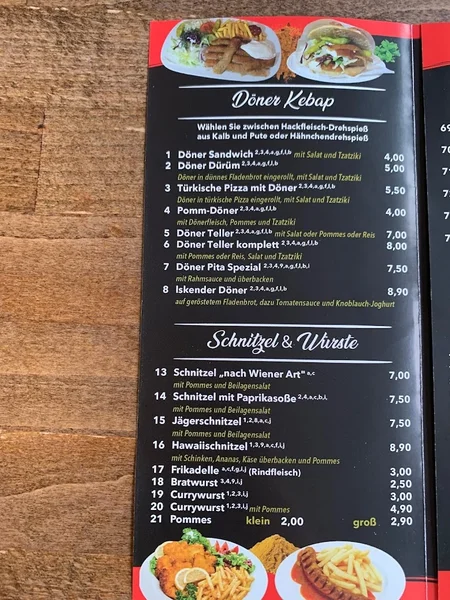 Döner Kebap
Wählen Sie zwischen Hackfleisch-Drehspieß
aus Kalb und Pute oder Hähnchendrehspieß
1 Döner Sandwich 2,3,4,a,g,f,l,b mit Salat und Tzatziki 4,00
2 Döner Dürüm 2,3,4,a,g,f,l,b 5,00
Döner in dünnes Fladenbrot eingerollt, mit Salat und Tzatziki
3 Türkische Pizza mit Döner 2,3,4,a,g,f,l,b 5,50
Döner in türkische Pizza eingerollt, mit Salat und Tzatziki
4 Pomm-Döner 2,3,4,a,g,f,l,b 4,00
mit Dönerfleisch, Pommes und Tzatziki
5 Döner Teller 2,3,4,a,g,f,l,b mit Salat oder Pommes oder Reis 7,00
6 Döner Teller komplett 2,3,4,a,g,f,l,b 8,00
mit Pommes oder Reis, Salat und Tzatziki
7 Döner Pita Spezial 2,3,4,9,a,g,f,l,b,i 7,50
mit Rahmsauce und überbacken
8 Iskender Döner 2,3,4,a,g,f,l,b 8,90
auf geröstetem Fladenbrot, dazu Tomatensauce und Knoblauch-Joghurt
Schnitzel & Wurste
13 Schnitzel „nach Wiener Art" a,c 7,00
mit Pommes und Beilagensalat
14 Schnitzel mit Paprikasoße 2,4,a,c,b,i, 7,50
mit Pommes und Beilagensalat
15 Jägerschnitzel 1,2,8,a,c,j 7,50
mit Pommes und Beilagensalat
16 Hawaiischnitzel 1,3,9,a,c,f,i,j 8,90
mit Schinken, Ananas, Käse überbacken und Pommes
17 Frikadelle a,c,f,g,i,j (Rindfleisch) 3,00
18 Bratwurst 3,4,9,i,j 2,50
19 Currywurst 1,2,3,i,j 3,00
20 Currywurst 1,2,3,i,j mit Pommes 4,90
21 Pommes klein 2,00 groß 2,90